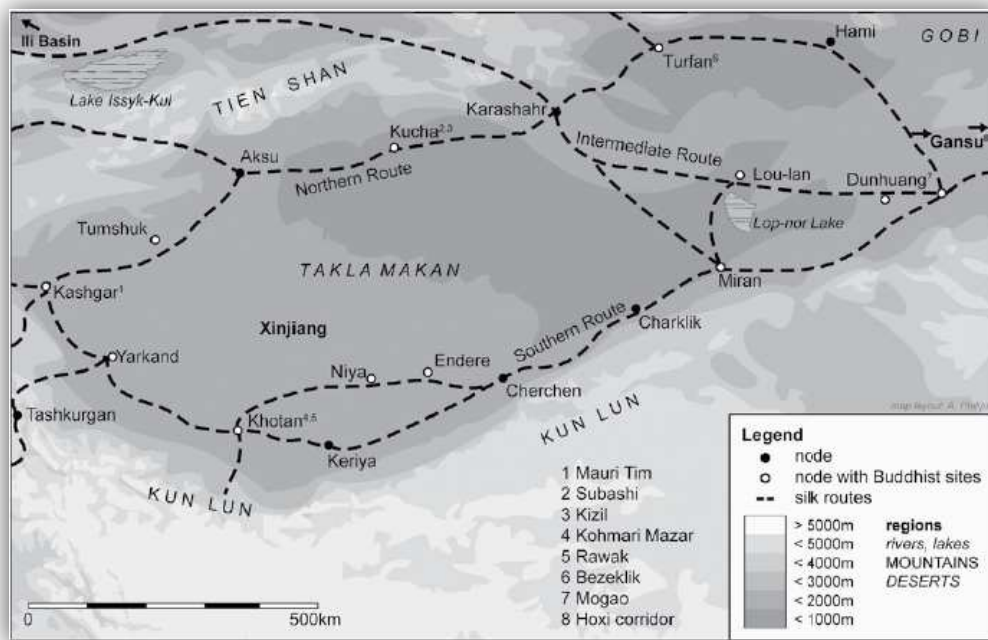 Ili Basin
Lake Issyk-Kul
TIEN SHAN
Hami
GOBI
Turfan⁶
Karashahr
Kucha²,³
Intermediate Route
Gansu⁸
Aksu
Northern Route
Lou-lan
Dunhuang⁷
Tumshuk
Lop-nor Lake
TAKLA MAKAN
Miran
Kashgar¹
Xinjiang
Southern Route
Charklik
Yarkand
Niya
Endere
Cherchen
Tashkurgan
Khotan⁴,⁵
KUN LUN
Keriya
KUN LUN
map layout: A.
Legend
node
node with Buddhist sites
silk routes
> 5000m regions
< 5000m rivers, lakes
< 4000m MOUNTAINS
< 3000m DESERTS
< 2000m
< 1000m
1 Mauri Tim
2 Subashi
3 Kizil
4 Kohmari Mazar
5 Rawak
6 Bezeklik
7 Mogao
8 Hoxi corridor
0 500km